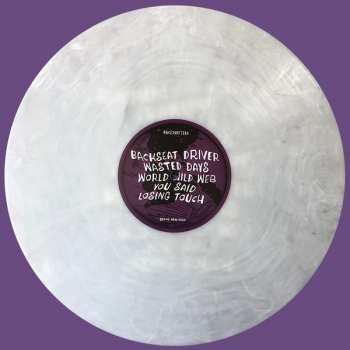 BACKSEAT DRIVER
WASTED DAYS
WORLD WILD WEB
YOU SAID
LOSING TOUCH